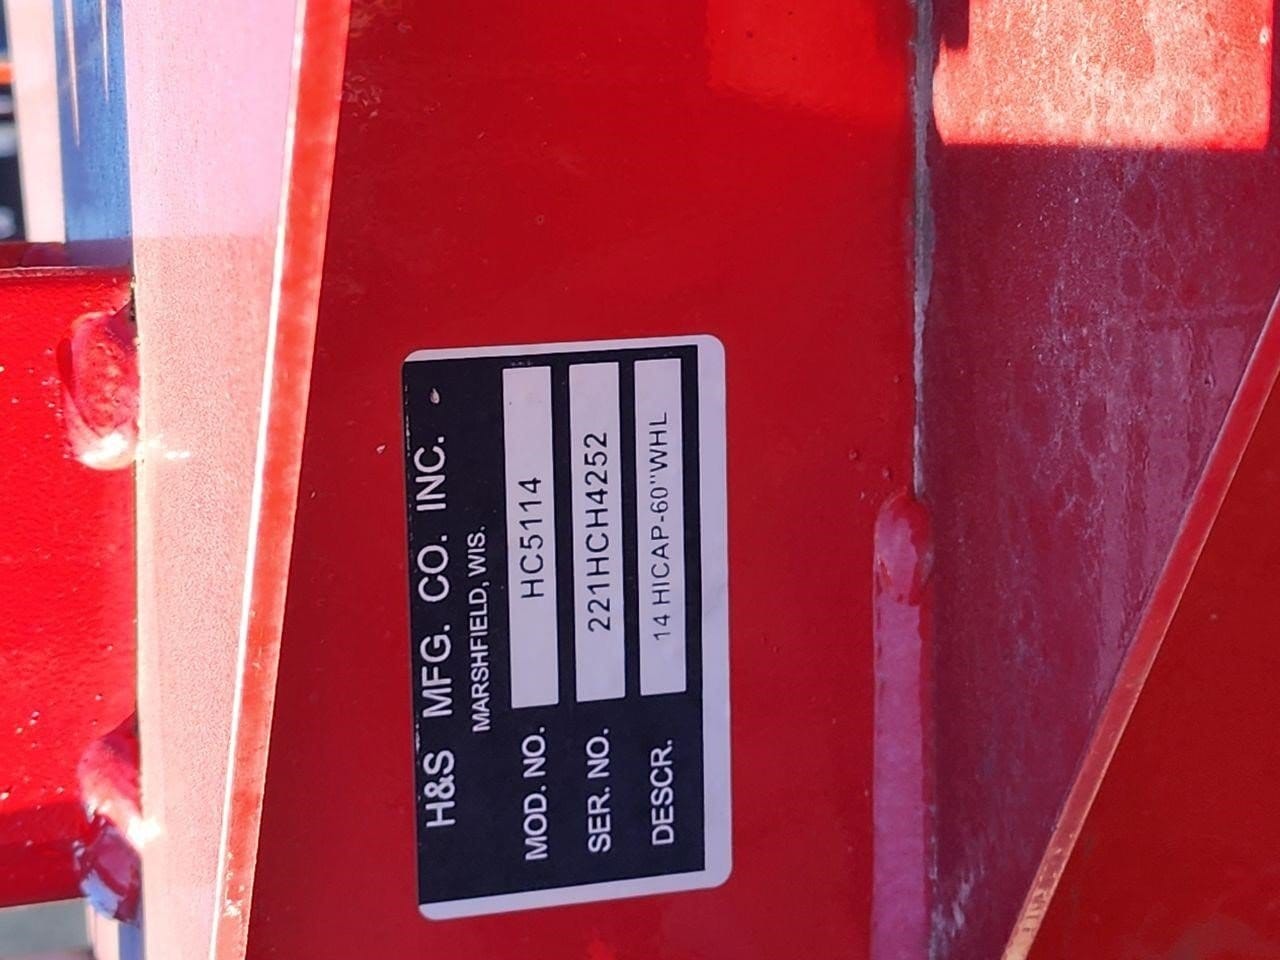 H&S MFG. CO. INC.
MARSHFIELD, WIS.
MOD. NO. HC5114
SER. NO. 221HCH4252
DESCR. 14 HICAP-60"WHL